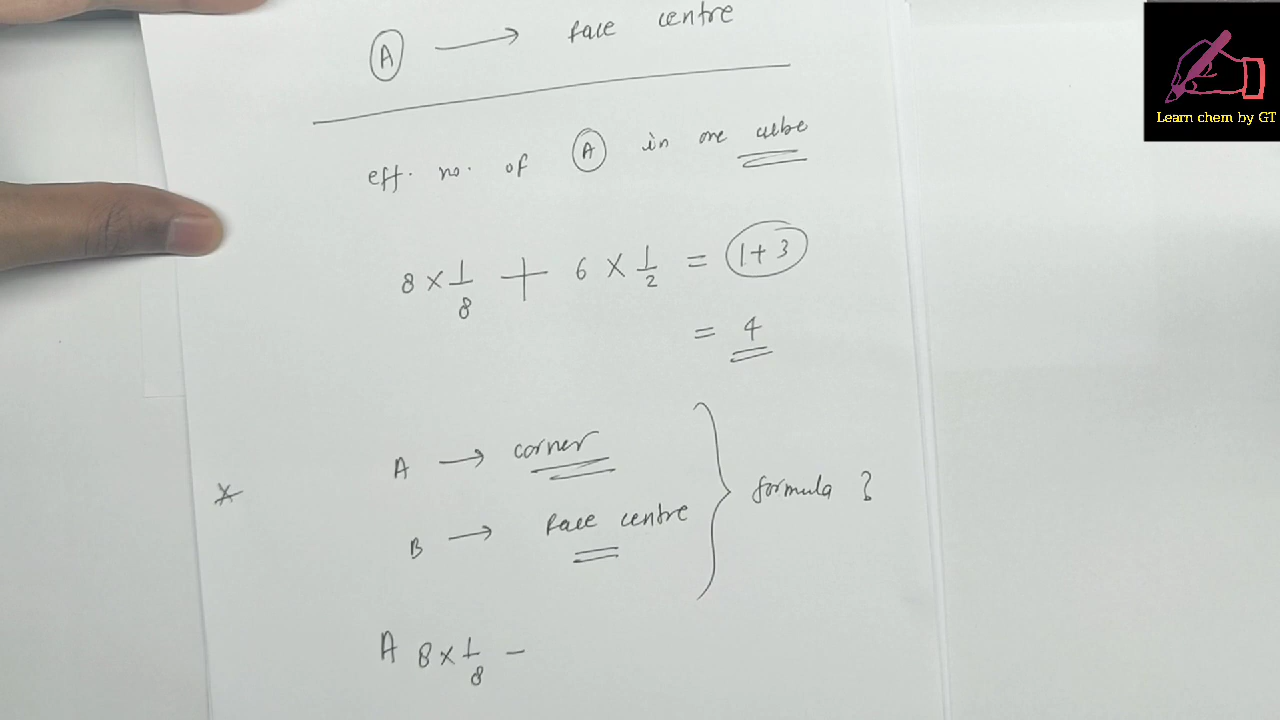 A → face centre
eff. no. of A in one cube
8 × 1/8 + 6 × 1/2 = 1+3
= 4
* A → corner
B → face centre
formula ?
A 8 × 1/8 –
Learn chem by GT